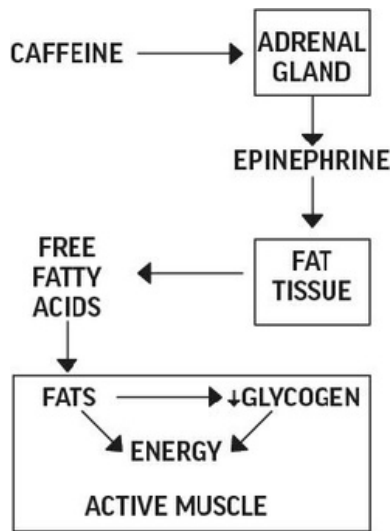 CAFFEINE
ADRENAL
GLAND
EPINEPHRINE
FAT
TISSUE
FREE
FATTY
ACIDS
FATS
↓GLYCOGEN
ENERGY
ACTIVE MUSCLE